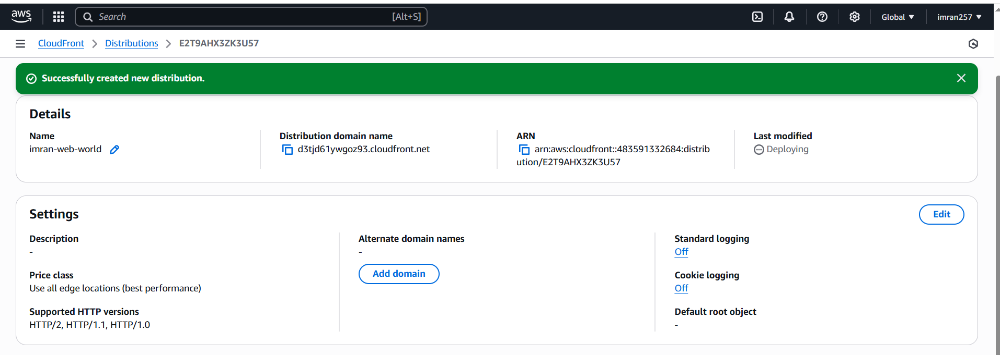 aws
Search
[Alt+S]
Global
imran257
CloudFront
Distributions
E2T9AHX3ZK3U57
Successfully created new distribution.
Details
Name
imran-web-world
Distribution domain name
d3tjd61ywgoz93.cloudfront.net
ARN
arn:aws:cloudfront::483591332684:distrib
ution/E2T9AHX3ZK3U57
Last modified
Deploying
Settings
Edit
Description
-
Price class
Use all edge locations (best performance)
Supported HTTP versions
HTTP/2, HTTP/1.1, HTTP/1.0
Alternate domain names
-
Add domain
Standard logging
Off
Cookie logging
Off
Default root object
-